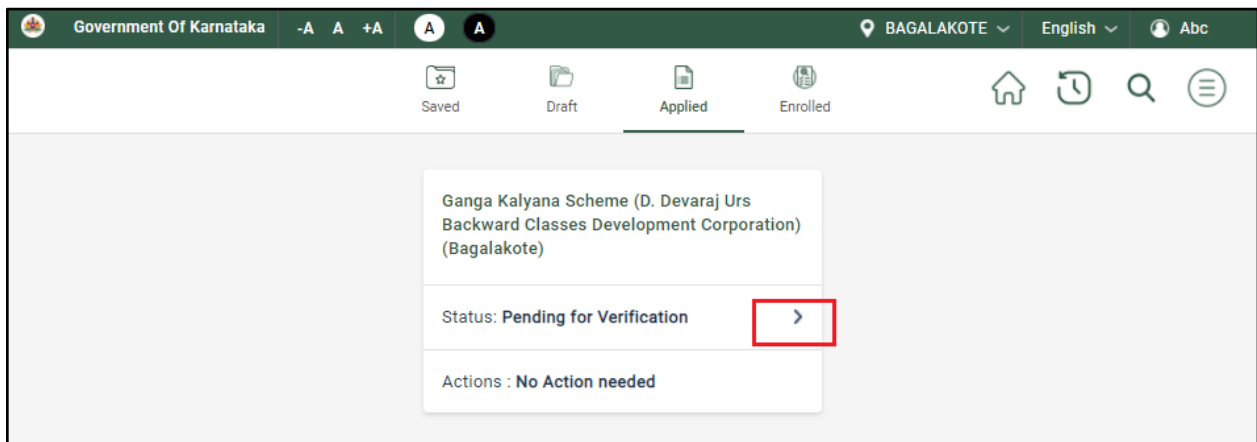 Government Of Karnataka -A A +A A A BAGALAKOTE English Abc
Saved Draft Applied Enrolled
Ganga Kalyana Scheme (D. Devaraj Urs
Backward Classes Development Corporation)
(Bagalakote)
Status: Pending for Verification
Actions : No Action needed